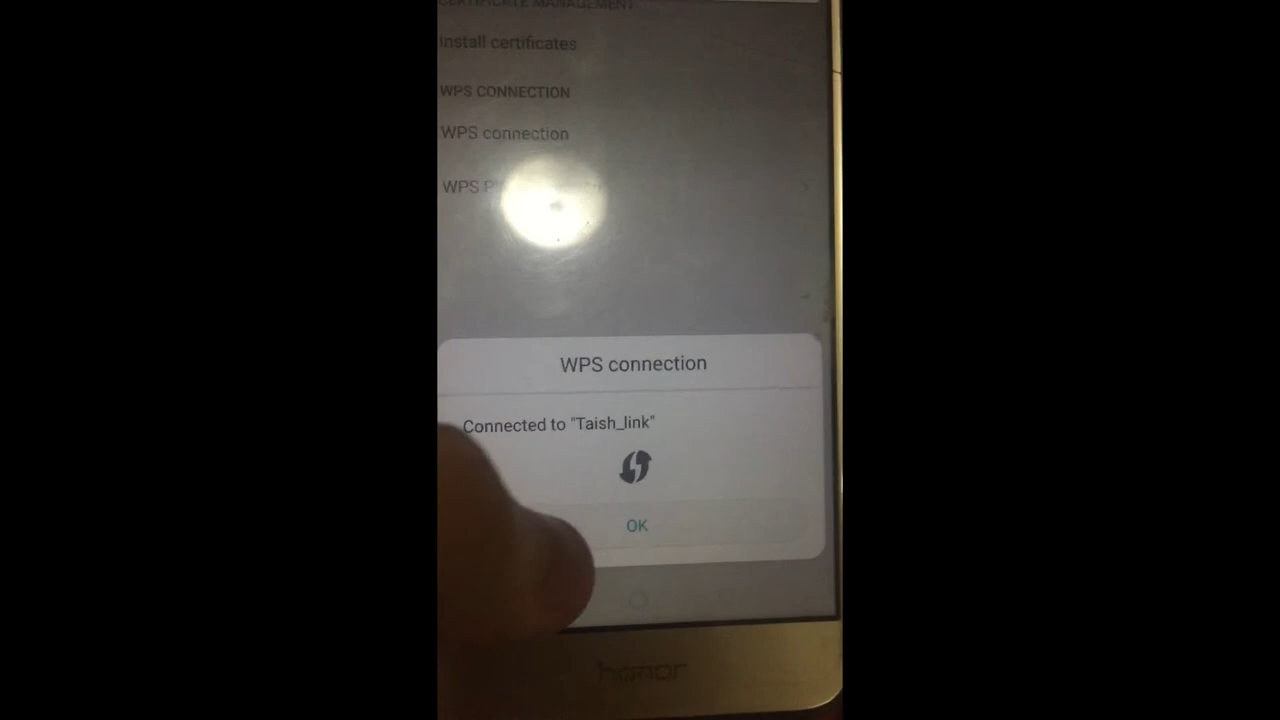 CERTIFICATE MANAGEMENT
Install certificates
WPS CONNECTION
WPS connection
WPS
WPS connection
Connected to "Taish_link"
OK
honor